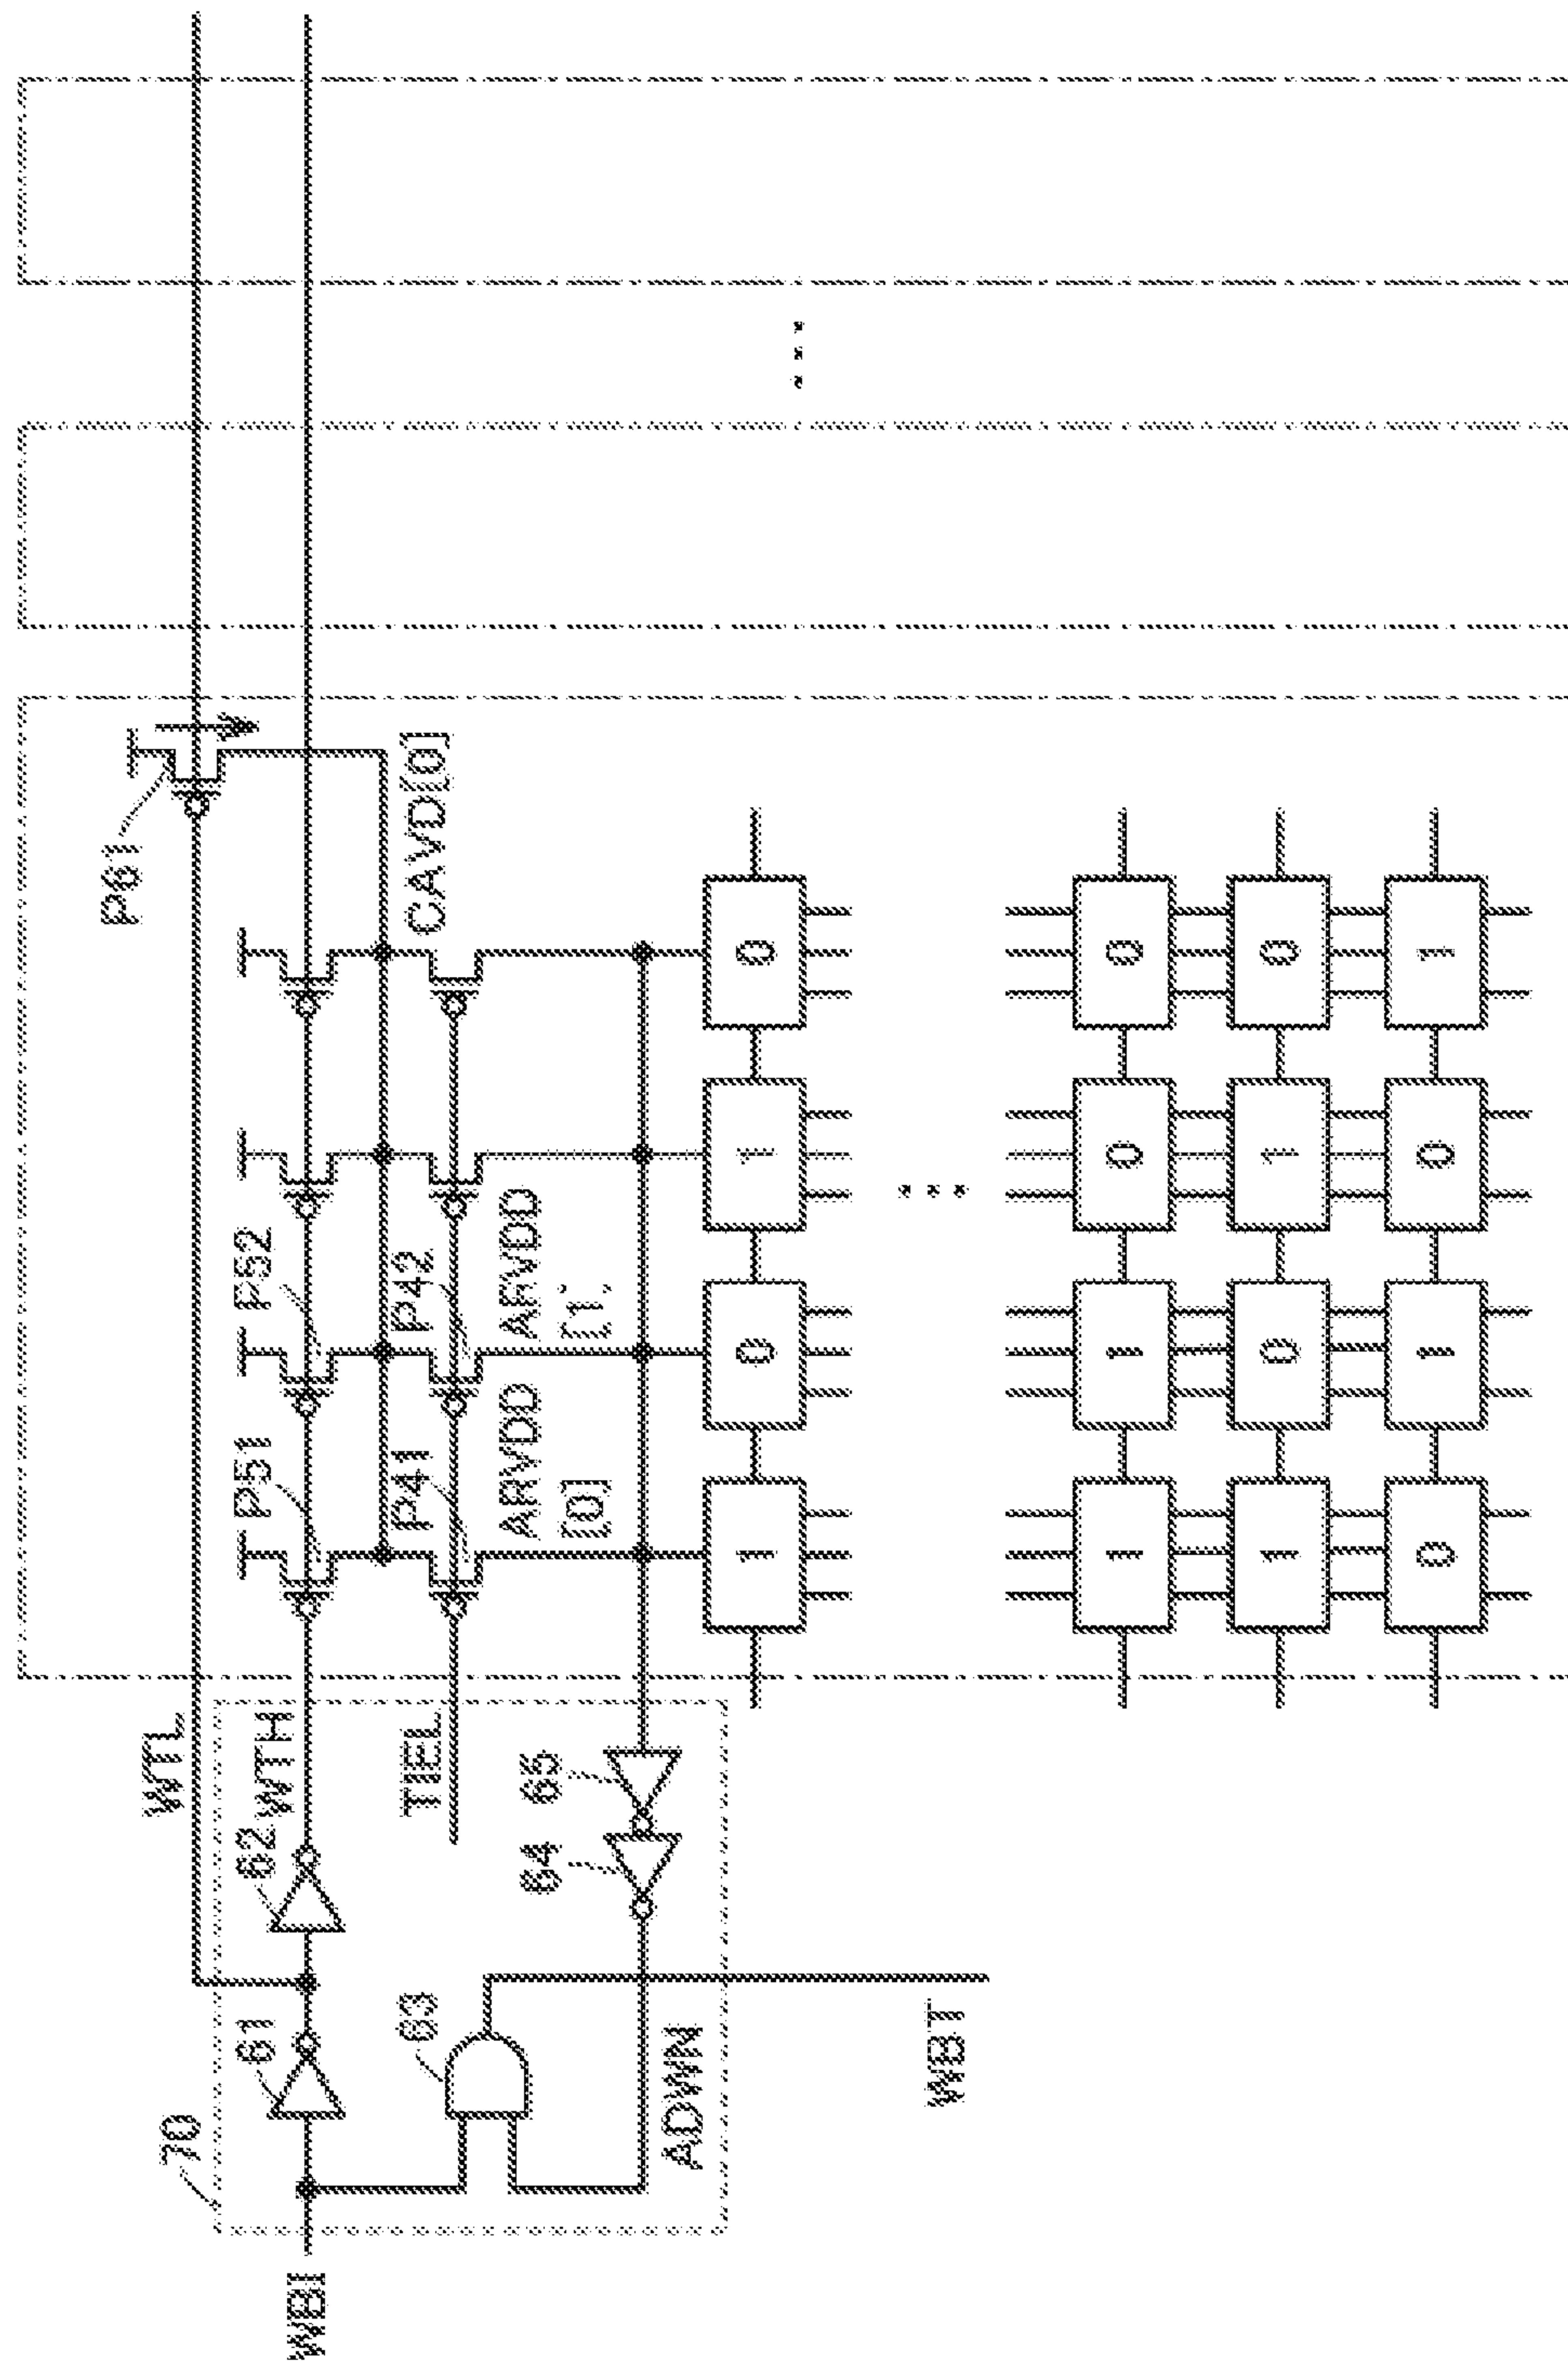 WTL
P61
70
61
62
WTH
P51
P52
63
TIEL
P41
P42
CAVD[0]
64
65
ARVDD
[0]
ARVDD
[1]
WBI
ADWN
WBT
1 0 1 0
1 1 0 0
1 0 1 0
0 1 0 1